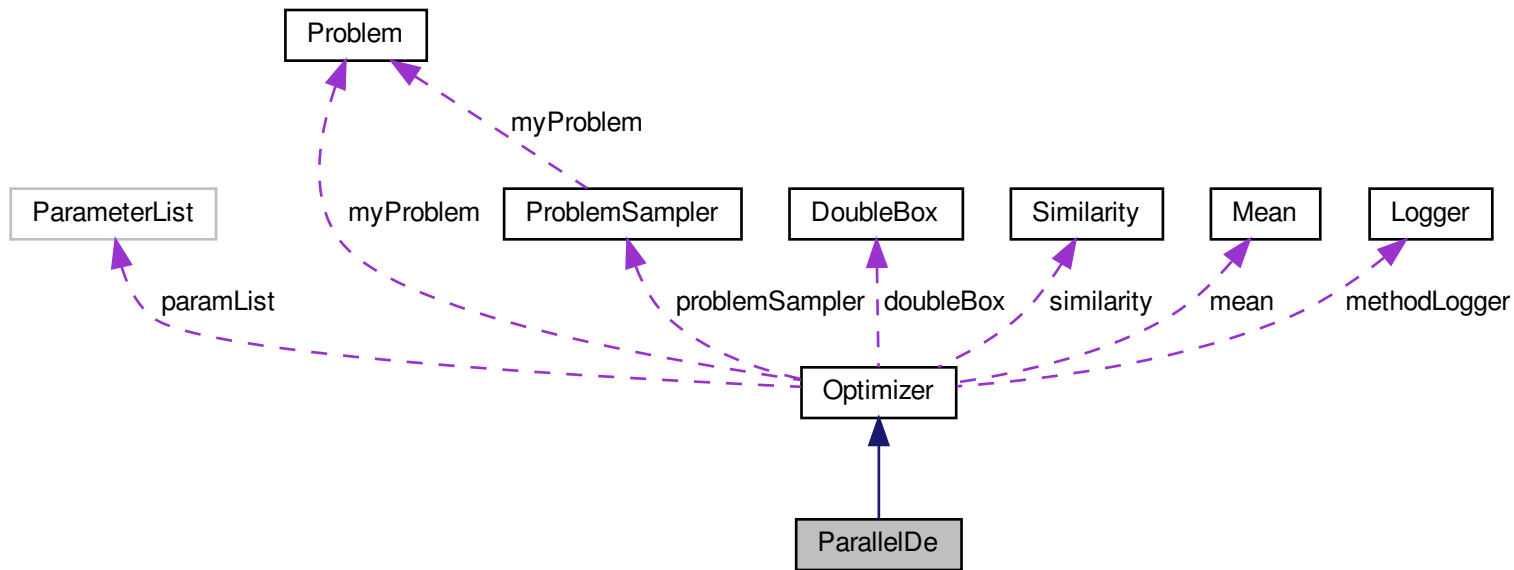 Problem
myProblem
ParameterList
myProblem
ProblemSampler
DoubleBox
Similarity
Mean
Logger
paramList
problemSampler
doubleBox
similarity
mean
methodLogger
Optimizer
ParallelDe